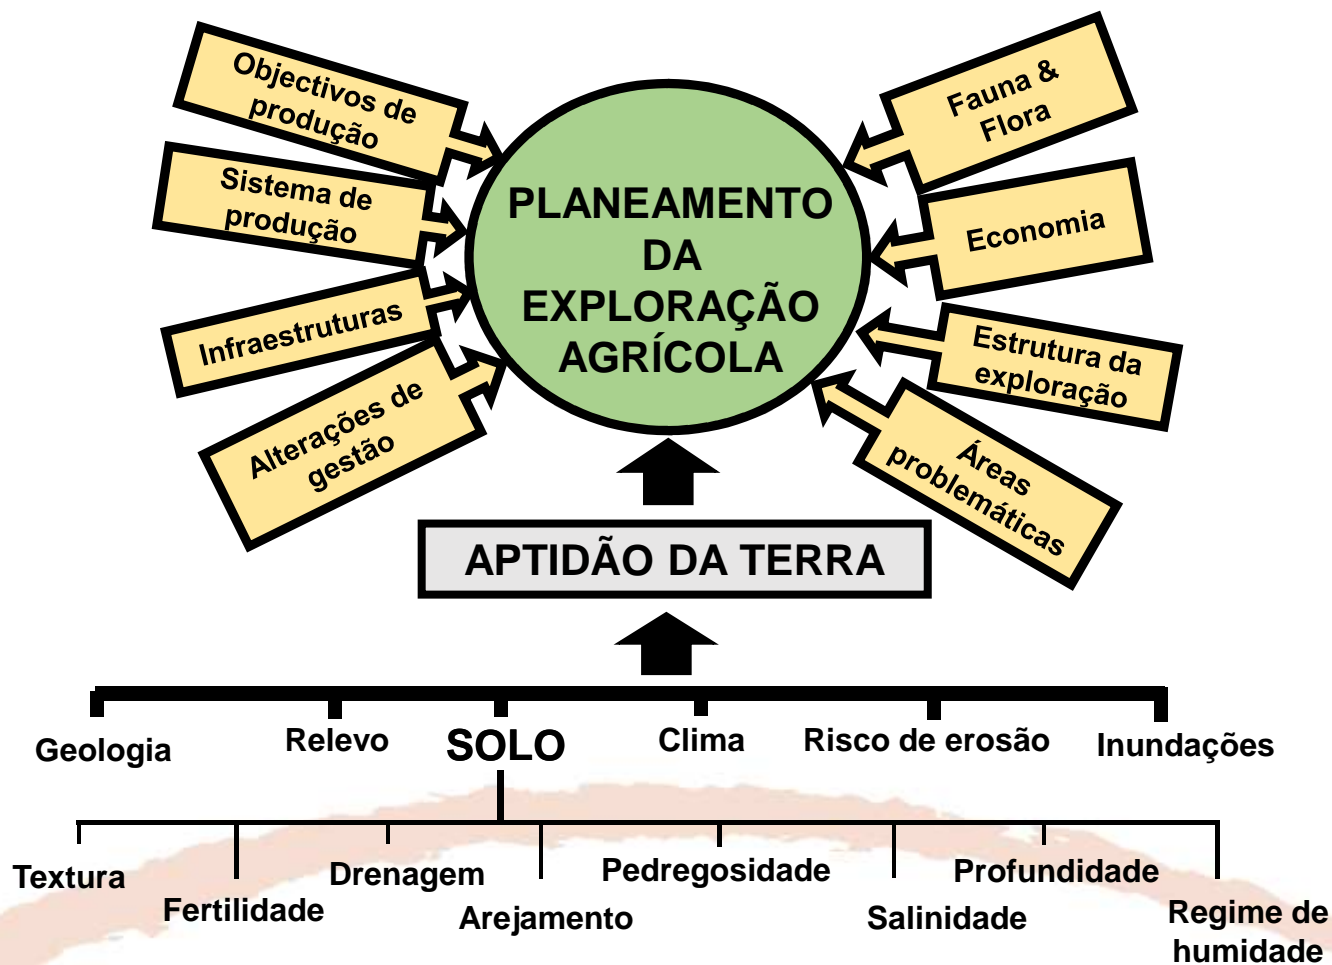 Objectivos de
produção
Sistema de
produção
Infraestruturas
Alterações de
gestão
PLANEAMENTO
DA
EXPLORAÇÃO
AGRÍCOLA
Fauna &
Flora
Economia
Estrutura da
exploração
Áreas
problemáticas
APTIDÃO DA TERRA
Geologia
Relevo
SOLO
Clima
Risco de erosão
Inundações
Textura
Fertilidade
Drenagem
Arejamento
Pedregosidade
Salinidade
Profundidade
Regime de
humidade